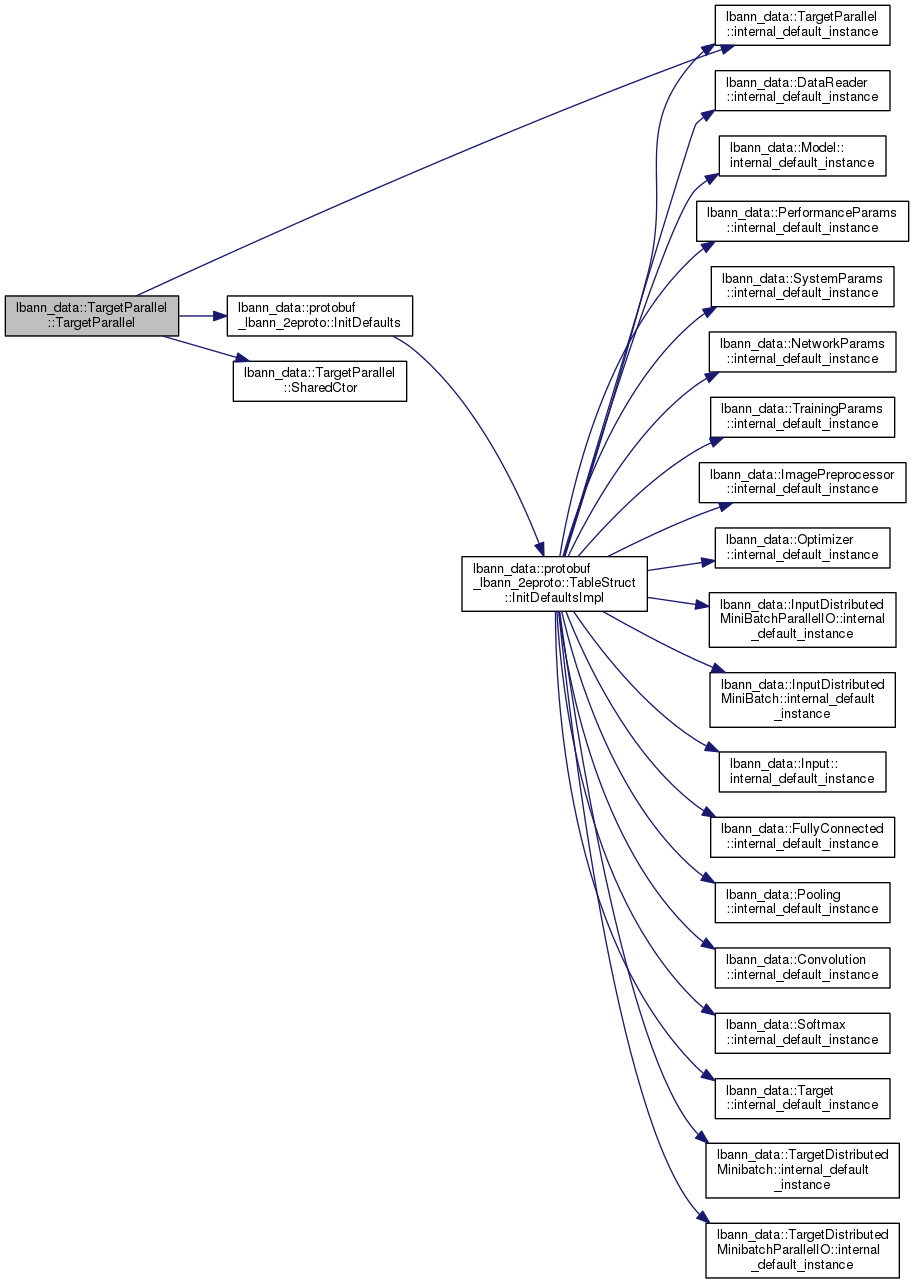 lbann_data::TargetParallel
::TargetParallel
lbann_data::protobuf
_lbann_2eproto::InitDefaults
lbann_data::TargetParallel
::SharedCtor
lbann_data::protobuf
_lbann_2eproto::TableStruct
::InitDefaultsImpl
lbann_data::TargetParallel
::internal_default_instance
lbann_data::DataReader
::internal_default_instance
lbann_data::Model::
internal_default_instance
lbann_data::PerformanceParams
::internal_default_instance
lbann_data::SystemParams
::internal_default_instance
lbann_data::NetworkParams
::internal_default_instance
lbann_data::TrainingParams
::internal_default_instance
lbann_data::ImagePreprocessor
::internal_default_instance
lbann_data::Optimizer
::internal_default_instance
lbann_data::InputDistributed
MiniBatchParallelIO::internal
_default_instance
lbann_data::InputDistributed
MiniBatch::internal_default
_instance
lbann_data::Input::
internal_default_instance
lbann_data::FullyConnected
::internal_default_instance
lbann_data::Pooling
::internal_default_instance
lbann_data::Convolution
::internal_default_instance
lbann_data::Softmax
::internal_default_instance
lbann_data::Target
::internal_default_instance
lbann_data::TargetDistributed
Minibatch::internal_default
_instance
lbann_data::TargetDistributed
MinibatchParallelIO::internal
_default_instance